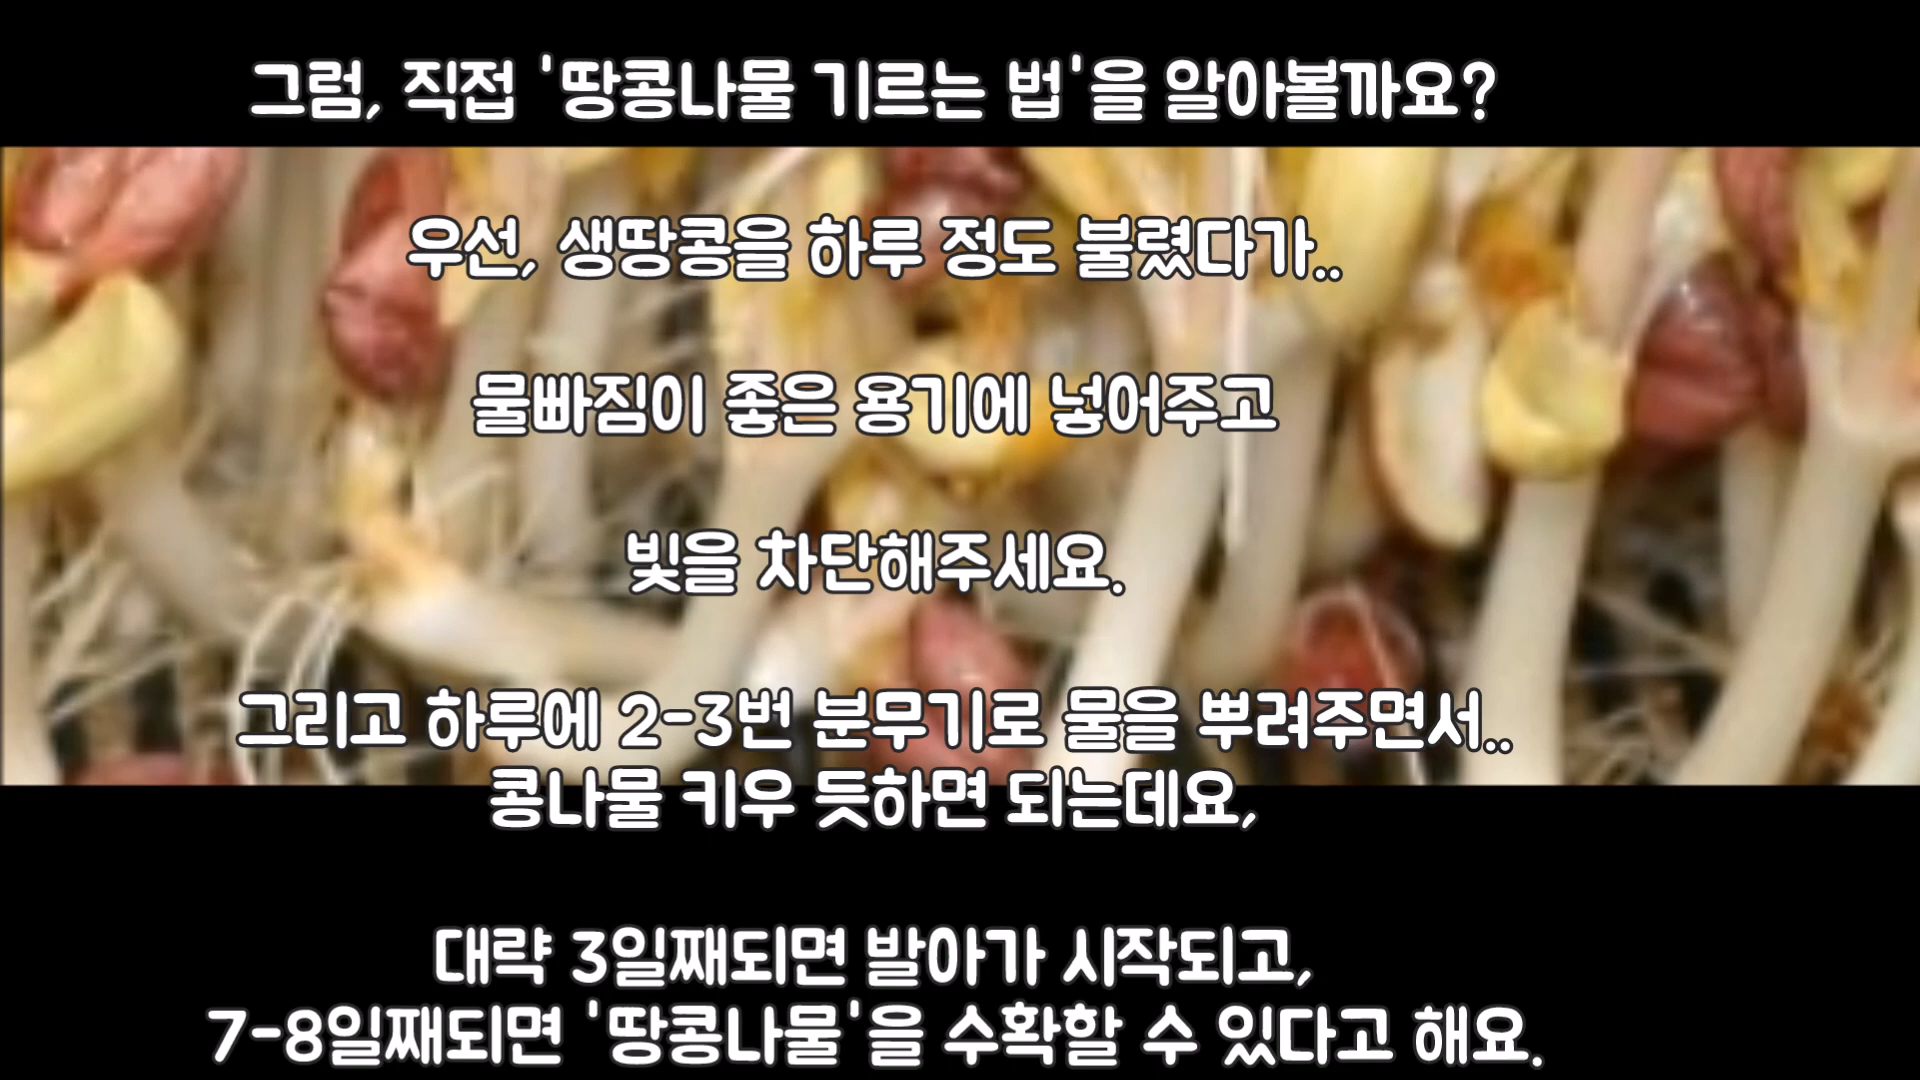 그럼, 직접 '땅콩나물 기르는 법'을 알아볼까요?
우선, 생땅콩을 하루 정도 불렸다가..
물빠짐이 좋은 용기에 넣어주고
빛을 차단해주세요.
그리고 하루에 2-3번 분무기로 물을 뿌려주면서..
콩나물 키우 듯하면 되는데요,
대략 3일째되면 발아가 시작되고,
7-8일째되면 '땅콩나물'을 수확할 수 있다고 해요.